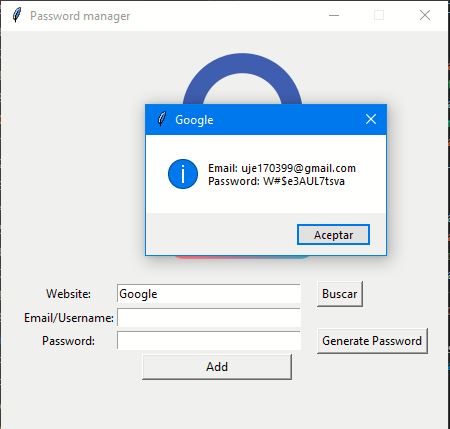 Password manager
Google
Email: uje170399@gmail.com
Password: W#$e3AUL7tsva
Aceptar
Website:
Google
Buscar
Email/Username:
Password:
Generate Password
Add